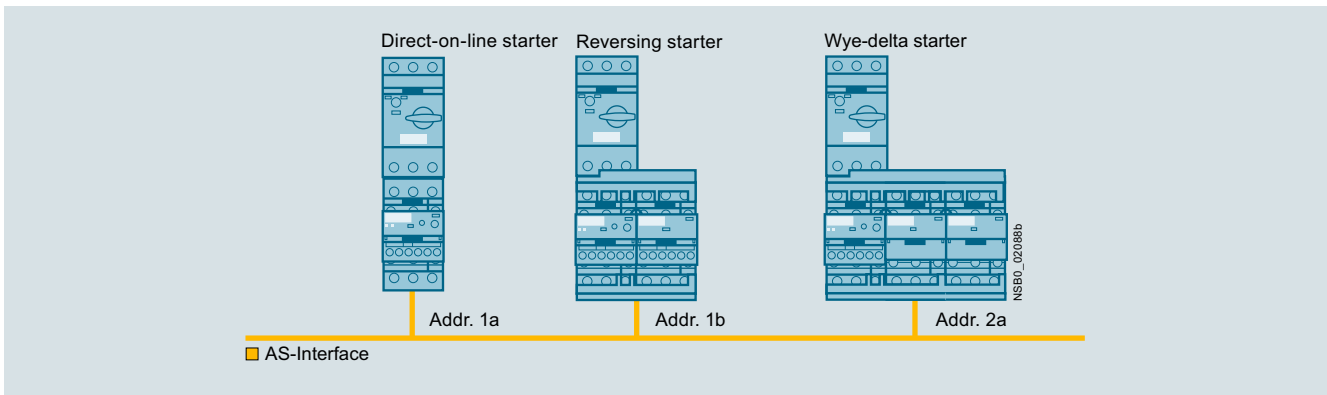 Direct-on-line starter
Reversing starter
Wye-delta starter
NSB0_02088b
Addr. 1a
Addr. 1b
Addr. 2a
AS-Interface